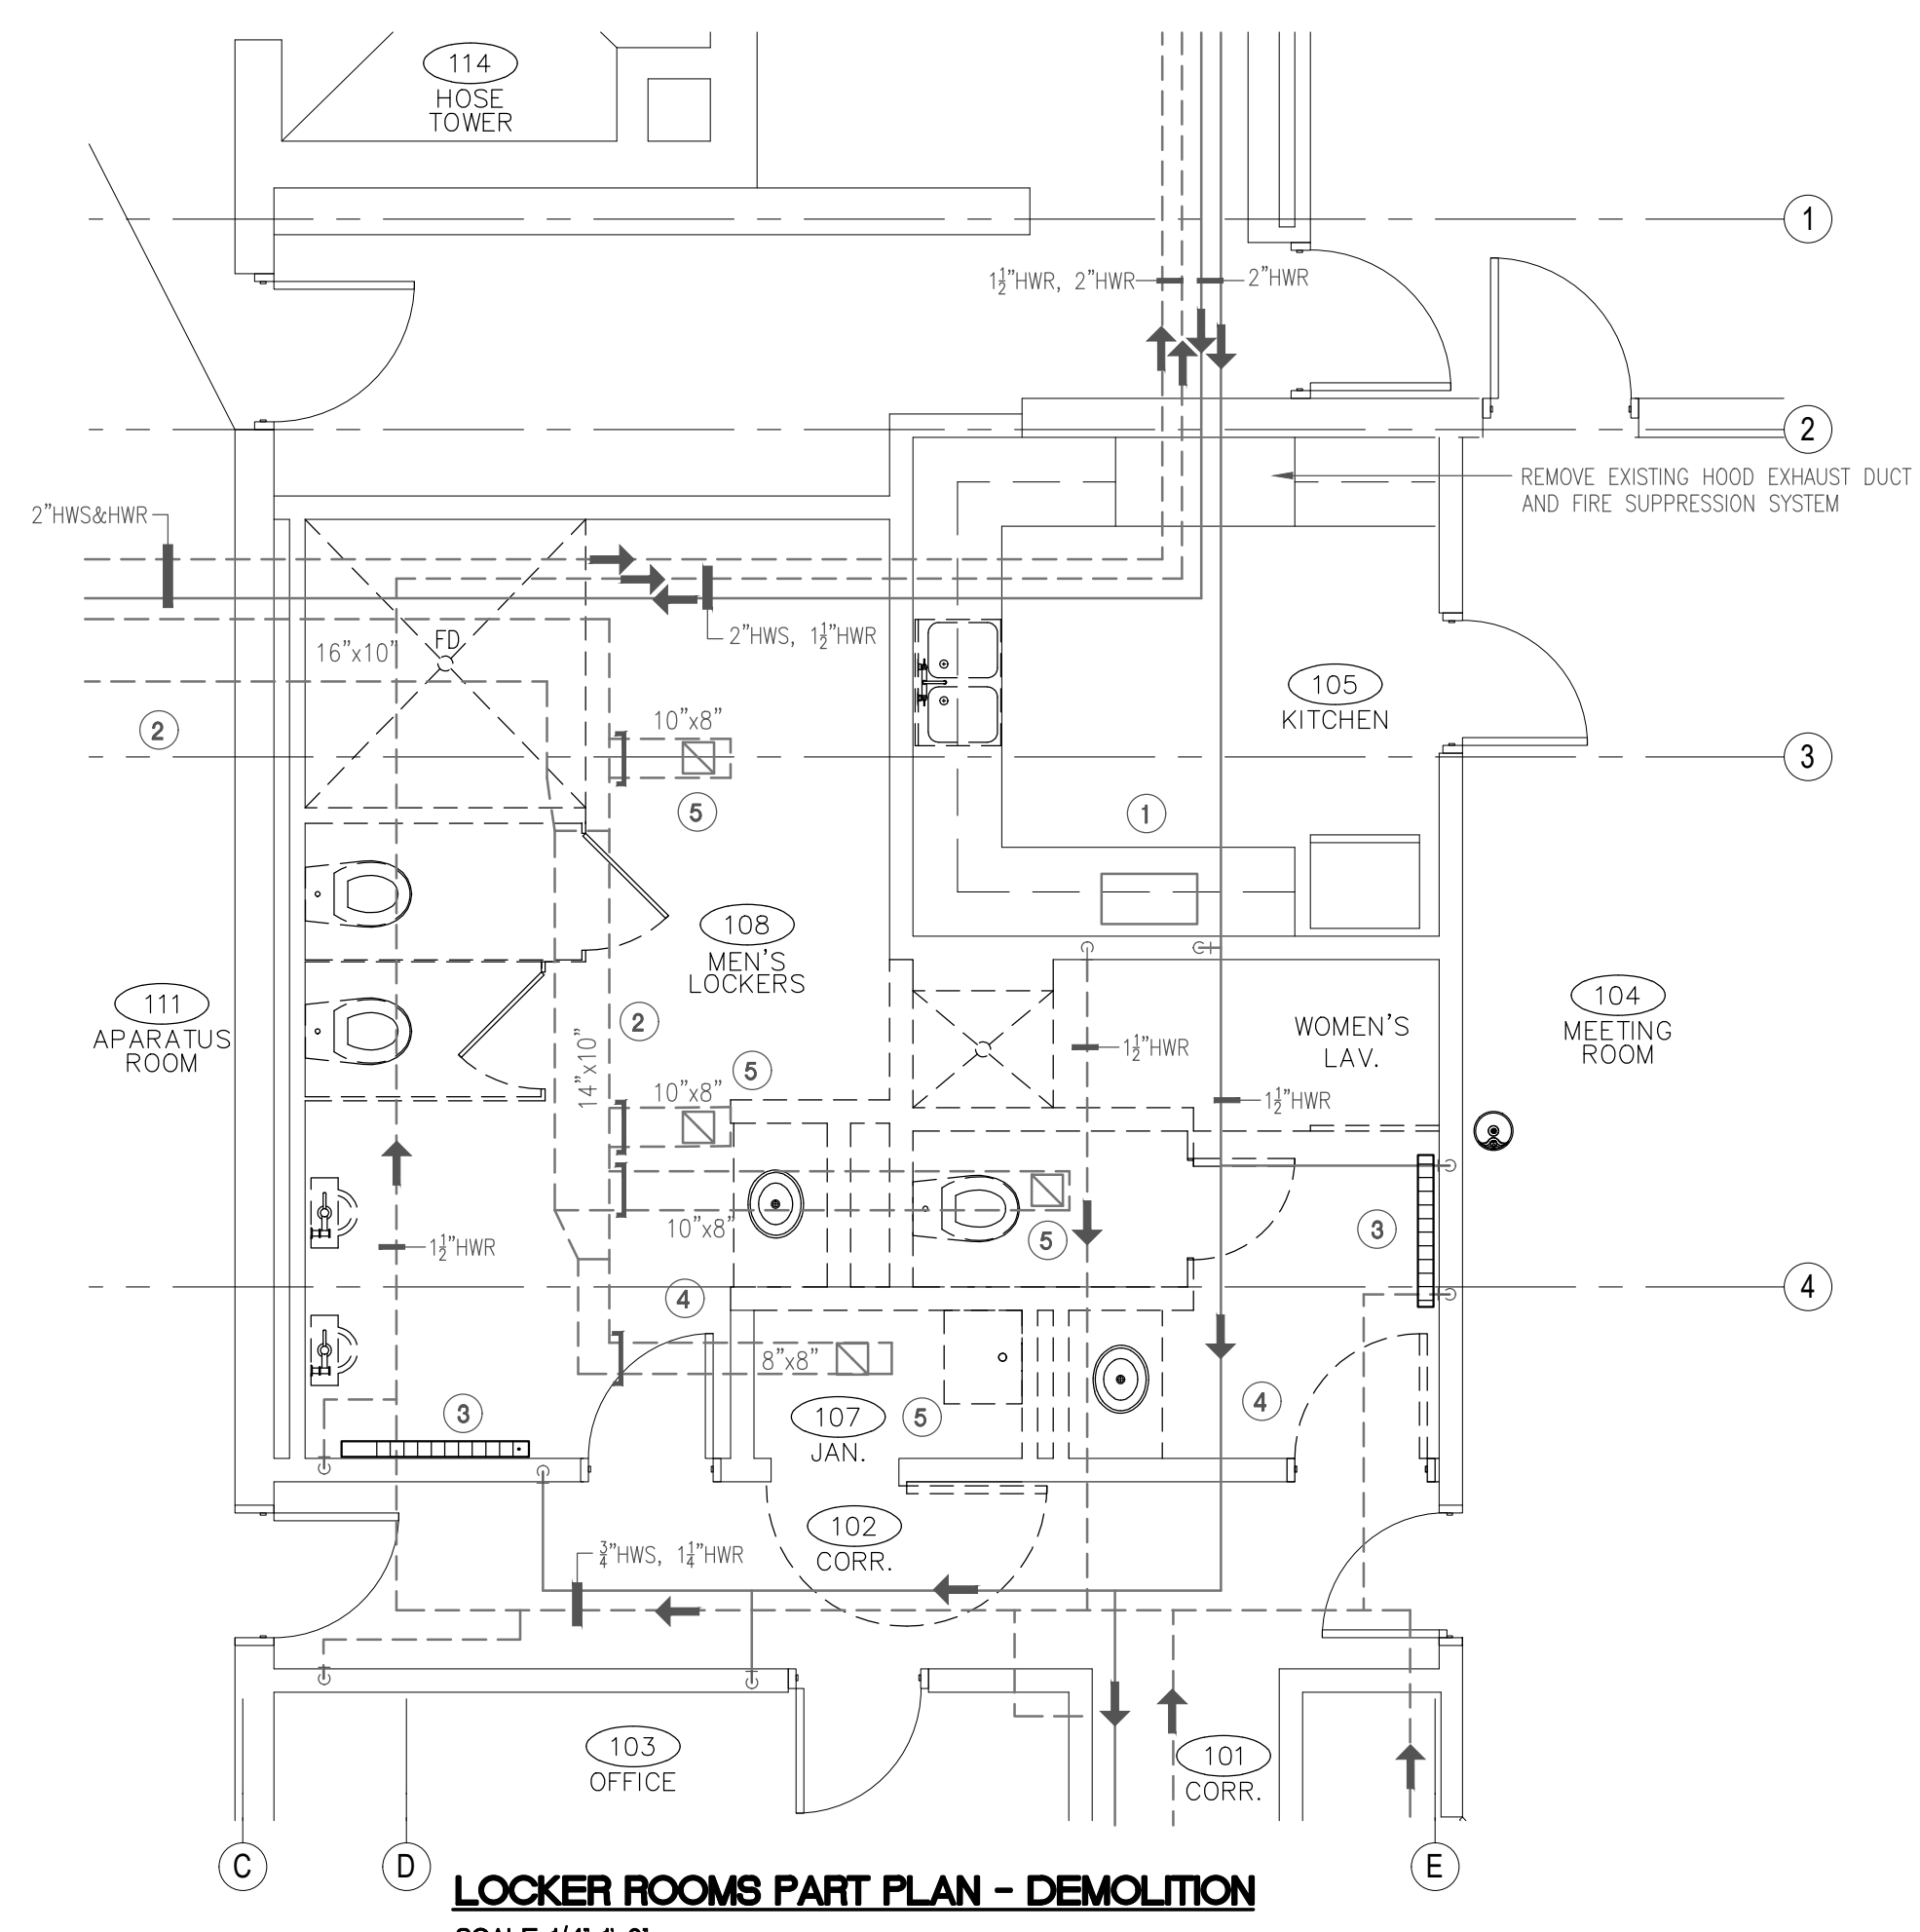 114
HOSE
TOWER
1
1½"HWR, 2"HWR
2"HWR
2
REMOVE EXISTING HOOD EXHAUST DUCT
AND FIRE SUPPRESSION SYSTEM
2"HWS&HWR
2"HWS, 1½"HWR
FD
16"x10"
105
KITCHEN
10"x8"
2
3
5
1
108
MEN'S
LOCKERS
111
APARATUS
ROOM
104
MEETING
ROOM
2
WOMEN'S
LAV.
14"x10"
1½"HWR
5
10"x8"
1½"HWR
10"x8"
5
3
1½"HWR
4
4
8"x8"
3
107
JAN.
5
4
102
CORR.
¾"HWS, 1¼"HWR
103
OFFICE
101
CORR.
C
D
E
LOCKER ROOMS PART PLAN - DEMOLITION